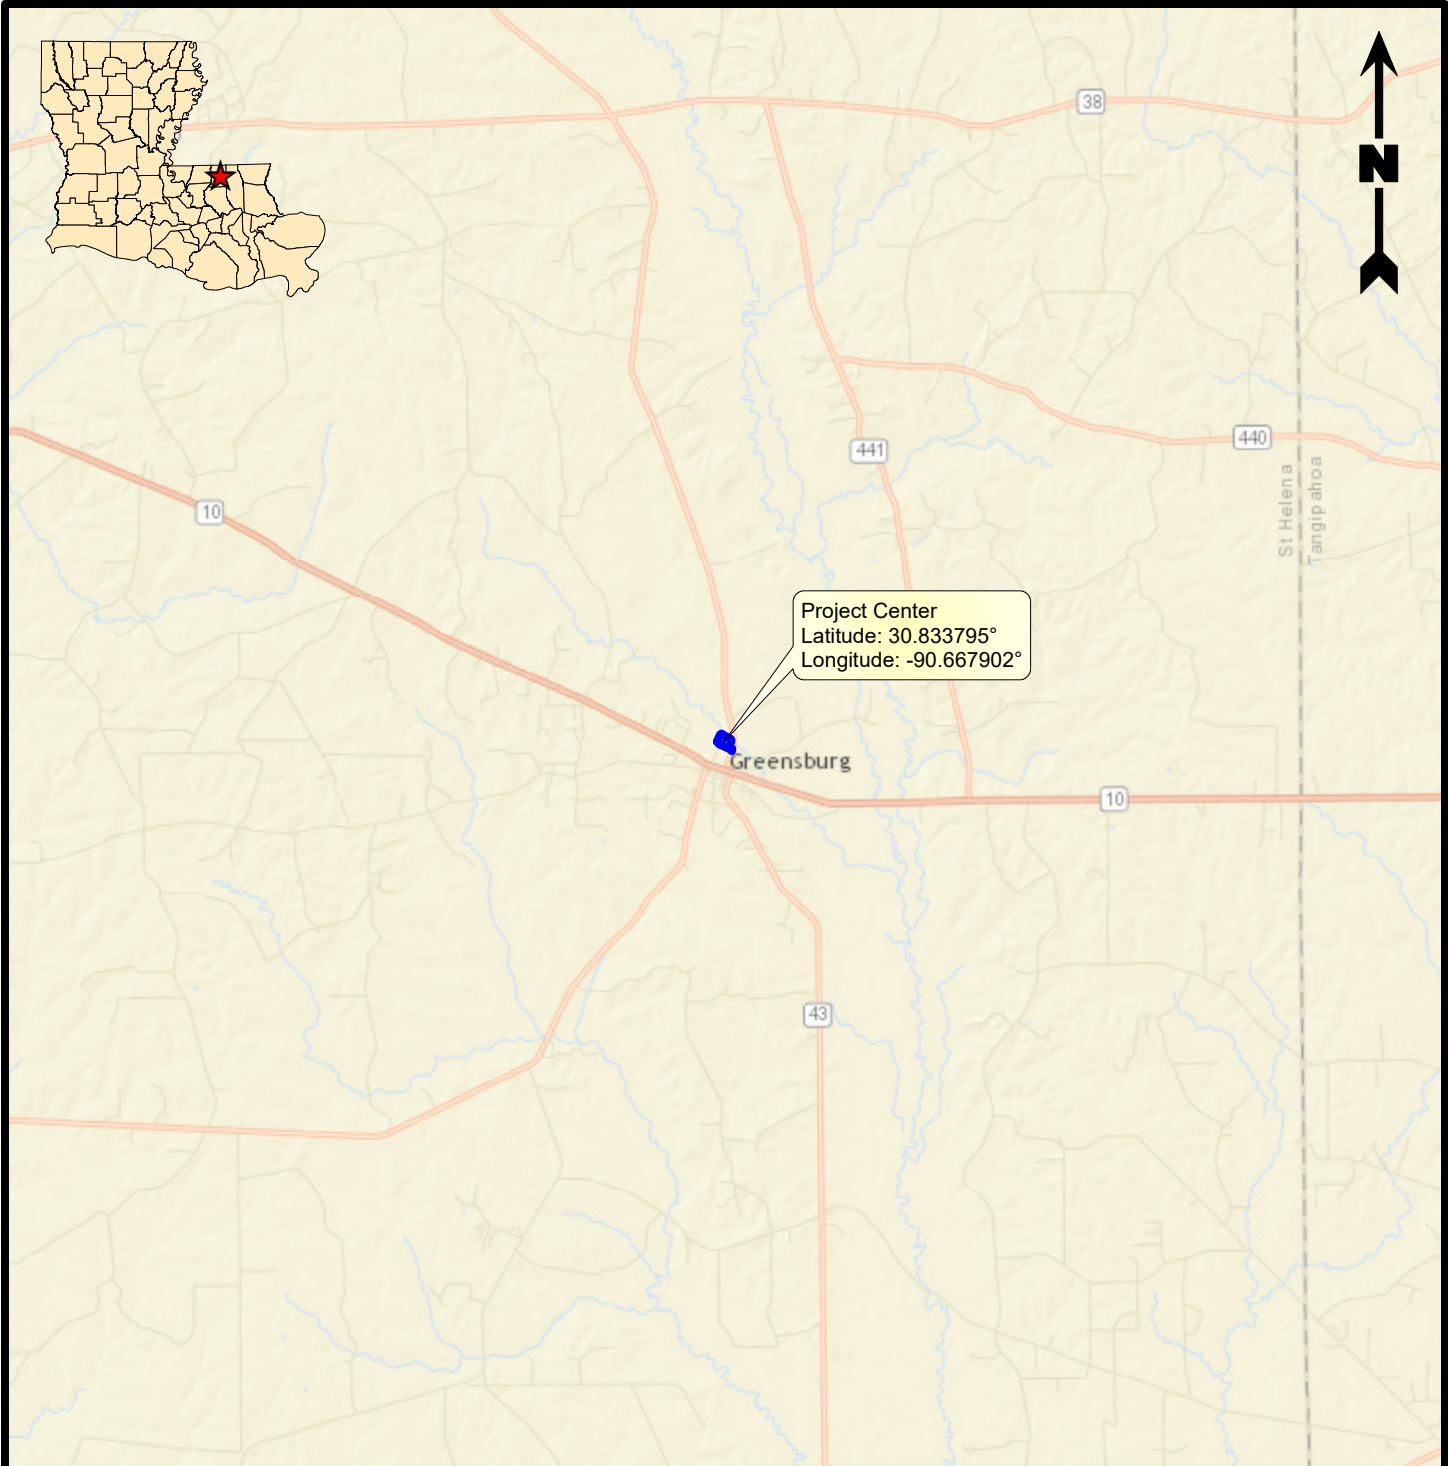 38
N
441
440
St Helena
Tangipahoa
10
Project Center
Latitude: 30.833795°
Longitude: -90.667902°
Greensburg
10
43